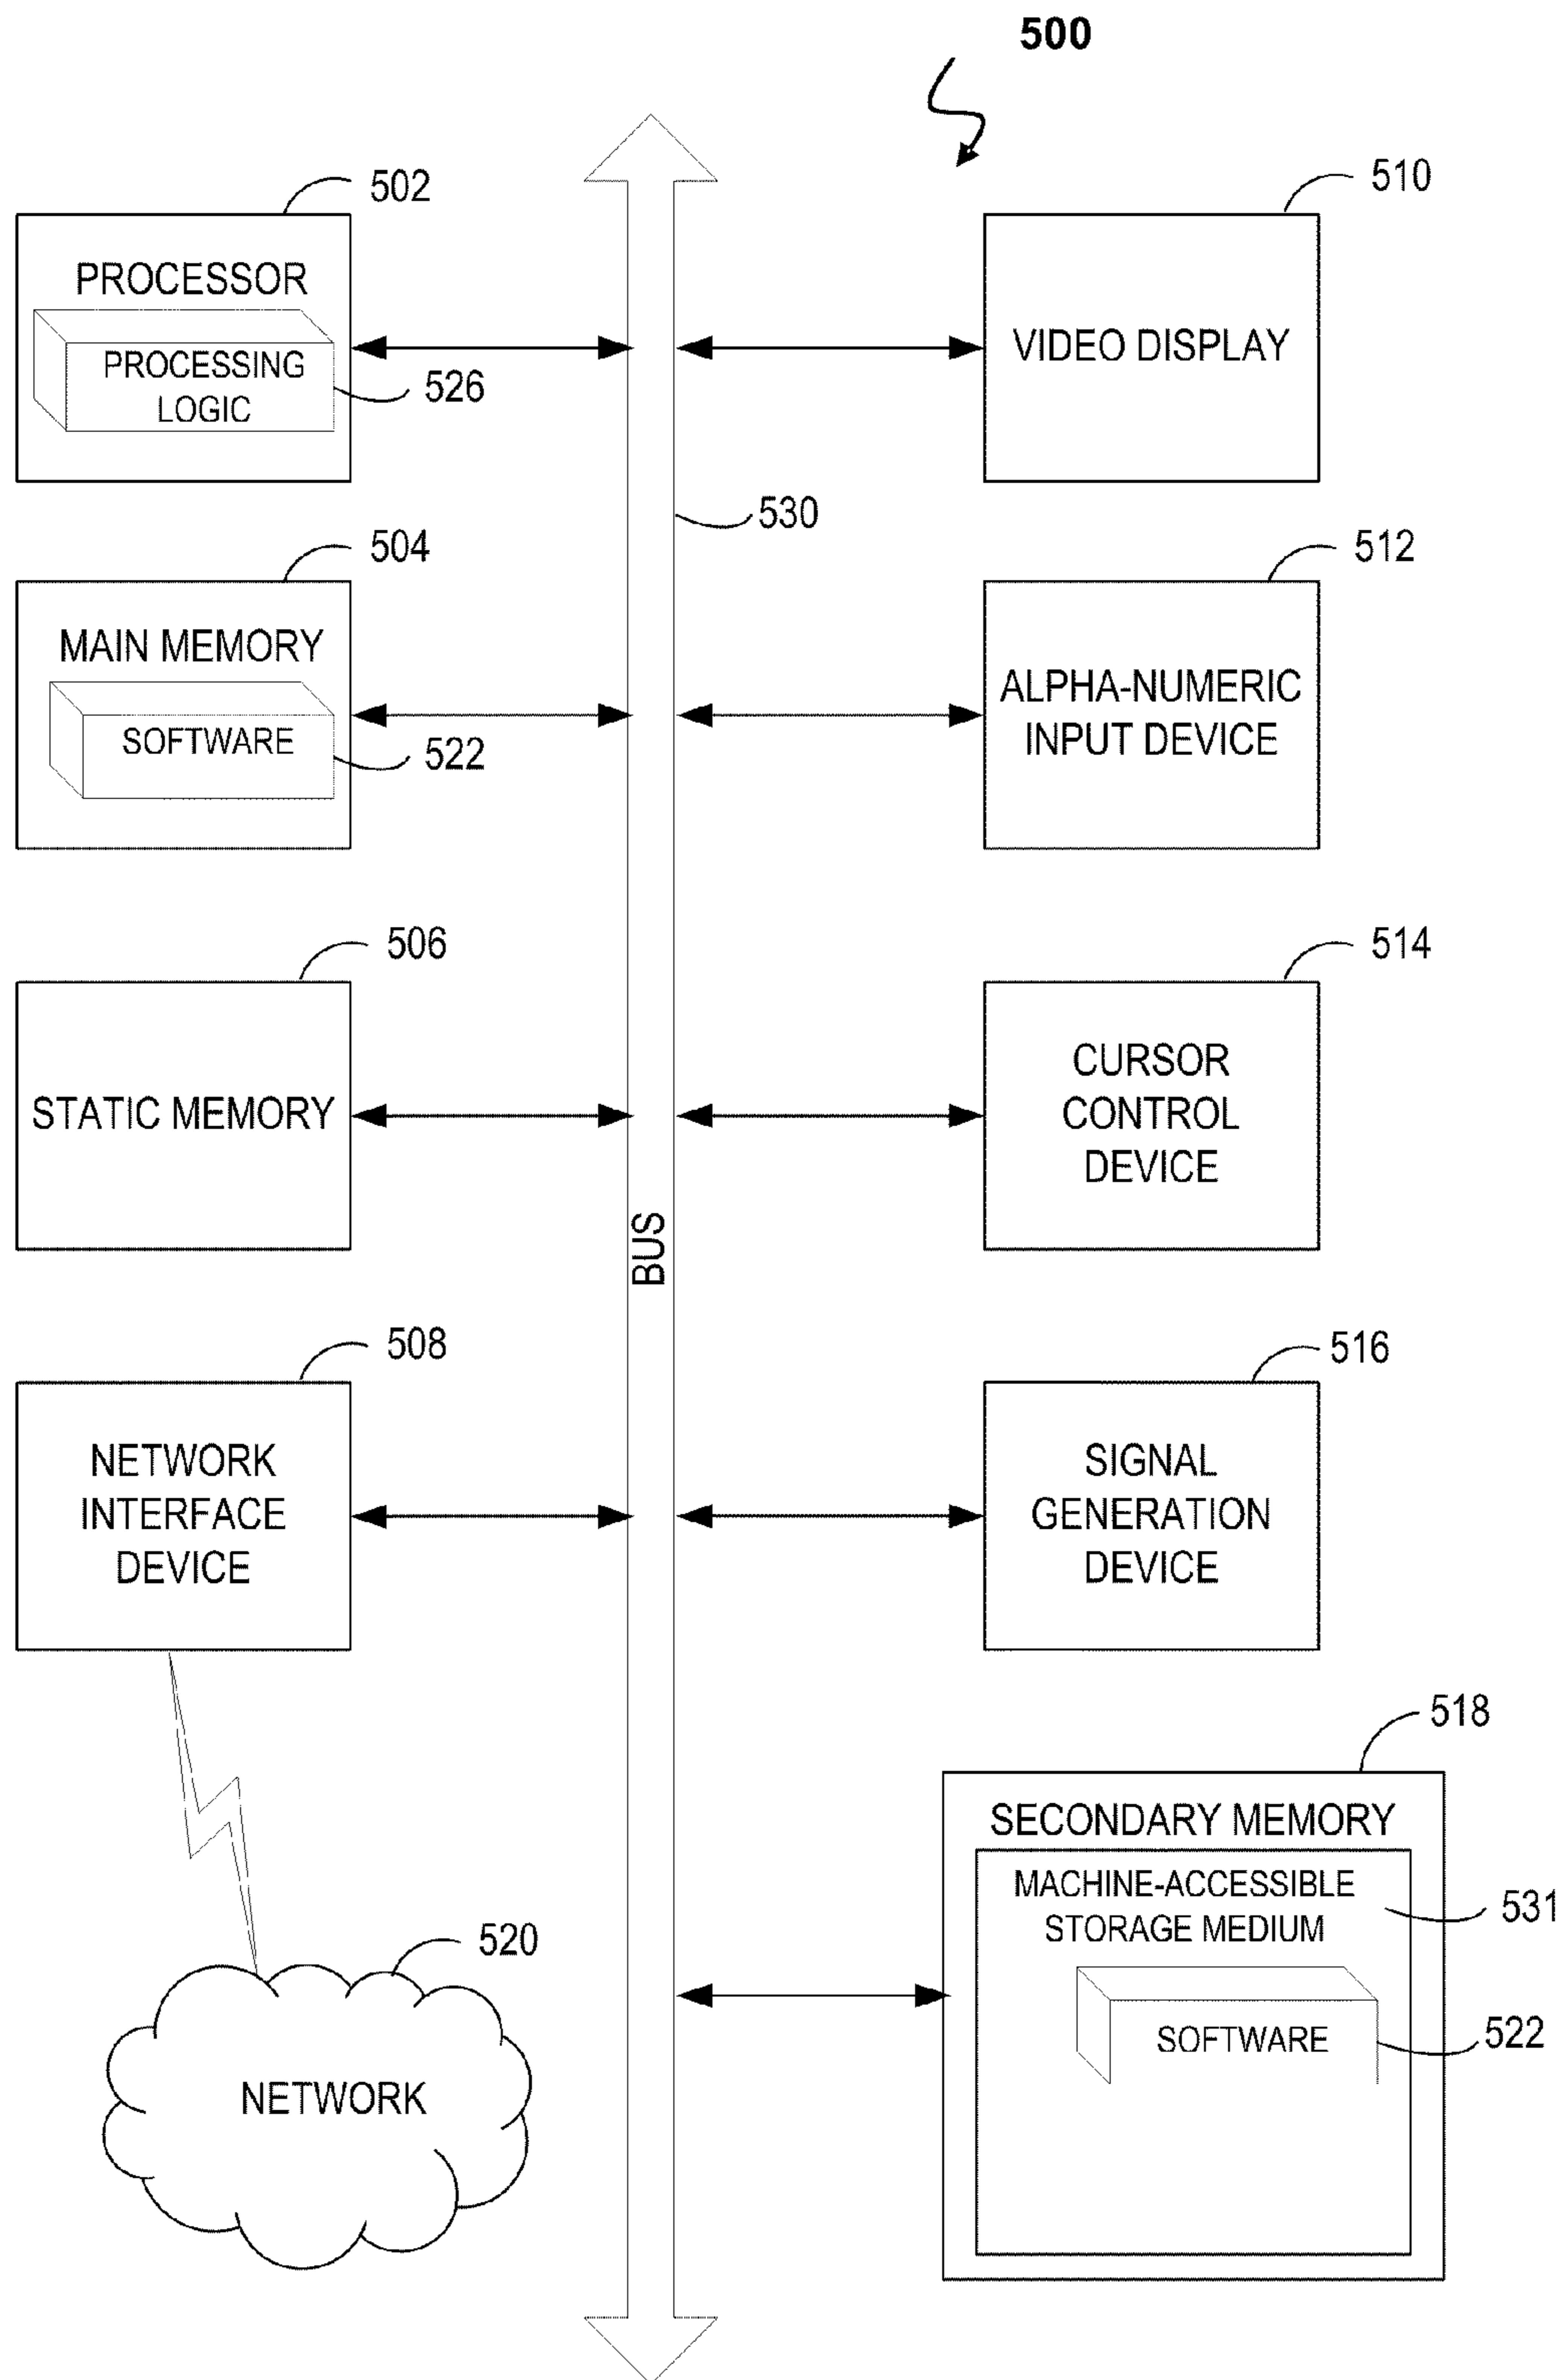 500
502
PROCESSOR
PROCESSING
LOGIC
526
504
MAIN MEMORY
SOFTWARE
522
506
STATIC MEMORY
508
NETWORK
INTERFACE
DEVICE
520
NETWORK
530
BUS
510
VIDEO DISPLAY
512
ALPHA-NUMERIC
INPUT DEVICE
514
CURSOR
CONTROL
DEVICE
516
SIGNAL
GENERATION
DEVICE
518
SECONDARY MEMORY
MACHINE-ACCESSIBLE
STORAGE MEDIUM
531
SOFTWARE
522